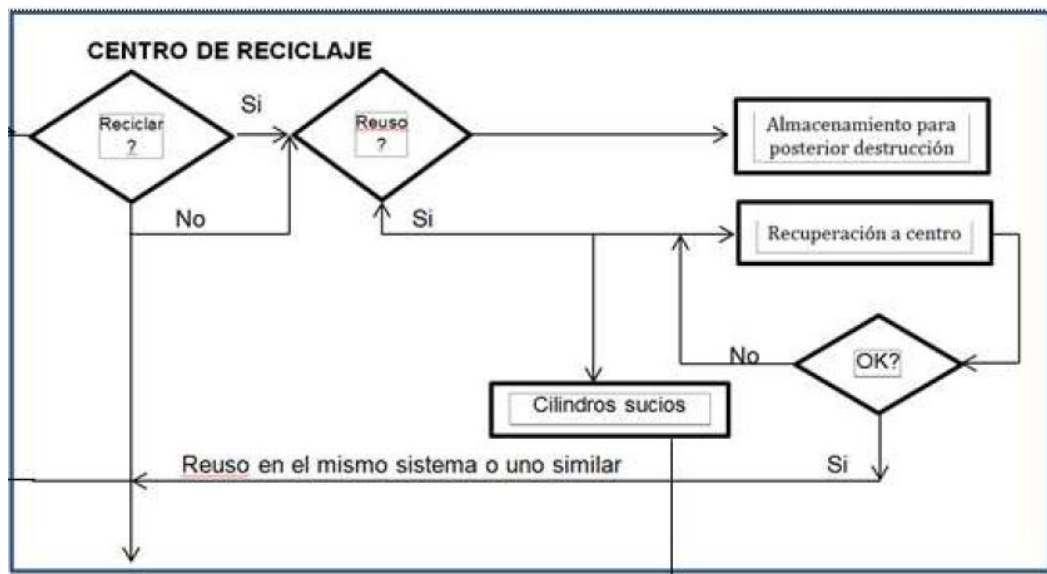 CENTRO DE RECICLAJE
Reciclar
?
Si
Reuso
?
Almacenamiento para
posterior destrucción
No
Si
Recuperación a centro
No
OK?
Cilindros sucios
Reuso en el mismo sistema o uno similar
Si